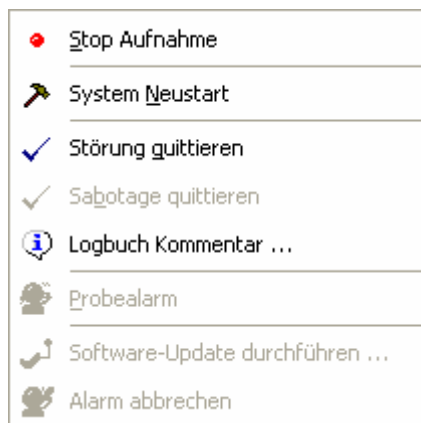 Stop Aufnahme
System Neustart
Störung quittieren
Sabotage quittieren
Logbuch Kommentar ...
Probealarm
Software-Update durchführen ...
Alarm abbrechen